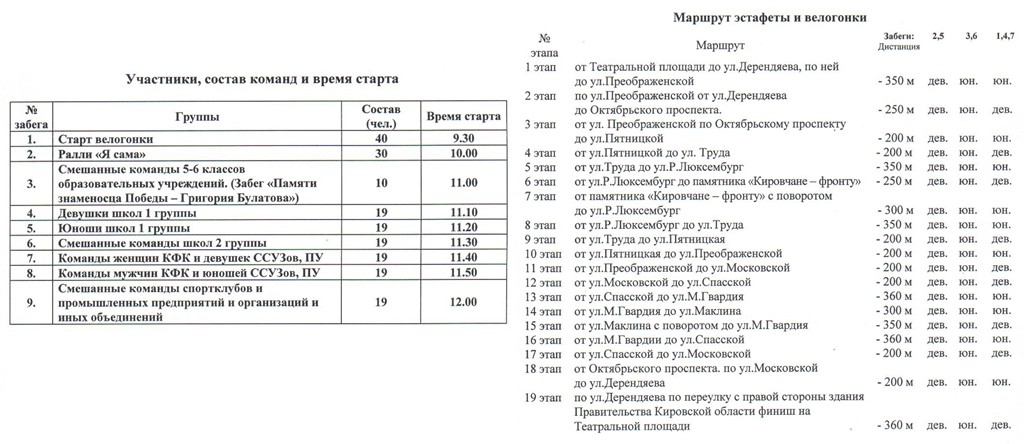 Участники, состав команд и время старта
№ забега Группы Состав (чел.) Время старта
1. Старт велогонки 40 9.30
2. Ралли «Я сама» 30 10.00
3. Смешанные команды 5-6 классов
образовательных учреждений. (Забег «Памяти
знаменосца Победы – Григория Булатова») 10 11.00
4. Девушки школ 1 группы 19 11.10
5. Юноши школ 1 группы 19 11.20
6. Смешанные команды школ 2 группы 19 11.30
7. Команды женщин КФК и девушек ССУЗов, ПУ 19 11.40
8. Команды мужчин КФК и юношей ССУЗов, ПУ 19 11.50
9. Смешанные команды спортклубов и
промышленных предприятий и организаций и
иных объединений 19 12.00
Маршрут эстафеты и велогонки
№ этапа Маршрут Забеги: Дистанция 2,5 3,6 1,4,7
1 этап от Театральной площади до ул.Дерендяева, по ней
до ул.Преображенской - 350 м дев. юн. юн.
2 этап по ул.Преображенской от ул.Дерендяева
до Октябрьского проспекта. - 250 м дев. юн. дев.
3 этап от ул. Преображенской по Октябрьскому проспекту
до ул.Пятницкой - 200 м дев. юн. юн.
4 этап от ул.Пятницкой до ул. Труда - 200 м дев. юн. дев.
5 этап от ул.Труда до ул.Р.Люксембург - 350 м дев. юн. юн.
6 этап от ул.Р.Люксембург до памятника «Кировчане – фронту» - 250 м дев. юн. дев.
7 этап от памятника «Кировчане – фронту» с поворотом
до ул.Р.Люксембург - 300 м дев. юн. юн.
8 этап от ул.Р.Люксембург до ул.Труда - 350 м дев. юн. юн.
9 этап от ул.Труда до ул.Пятницкая - 200 м дев. юн. дев.
10 этап от ул.Пятницкая до ул.Преображенской - 200 м дев. юн. юн.
11 этап от ул.Преображенской до ул.Московской - 200 м дев. юн. дев.
12 этап от ул.Московской до ул.Спасской - 200 м дев. юн. дев.
13 этап от ул.Спасской до ул.М.Гвардия - 360 м дев. юн. юн.
14 этап от ул.М.Гвардия до ул.Маклина - 300 м дев. юн. юн.
15 этап от ул.Маклина с поворотом до ул.М.Гвардия - 350 м дев. юн. дев.
16 этап от ул.М.Гвардии до ул.Спасской - 360 м дев. юн. юн.
17 этап от ул.Спасской до ул.Московской - 200 м дев. юн. дев.
18 этап от Октябрьского проспекта. по ул.Московской
до ул.Дерендяева - 200 м дев. юн. юн.
19 этап по ул.Дерендяева по переулку с правой стороны здания
Правительства Кировской области финиш на
Театральной площади - 360 м дев. юн. дев.